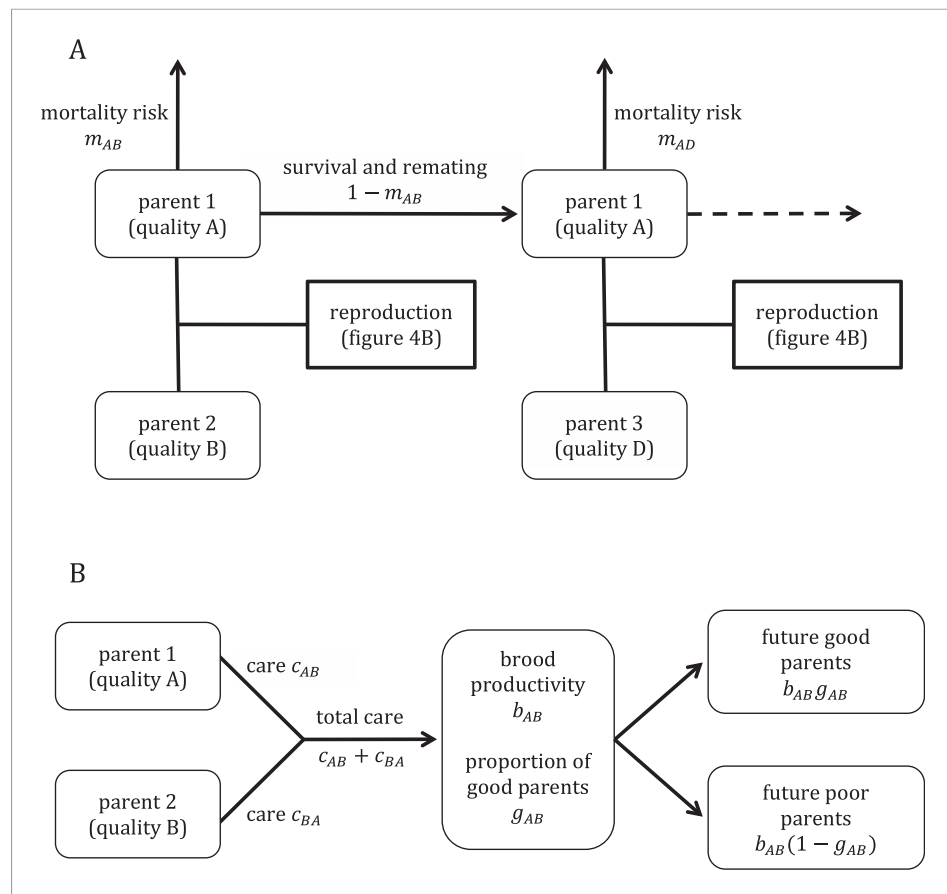 A
mortality risk
m_AB
mortality risk
m_AD
survival and remating
1 − m_AB
parent 1
(quality A)
parent 1
(quality A)
reproduction
(figure 4B)
reproduction
(figure 4B)
parent 2
(quality B)
parent 3
(quality D)
B
parent 1
(quality A)
care c_AB
total care
c_AB + c_BA
parent 2
(quality B)
care c_BA
brood
productivity
b_AB
proportion of
good parents
g_AB
future good
parents
b_AB g_AB
future poor
parents
b_AB(1 − g_AB)